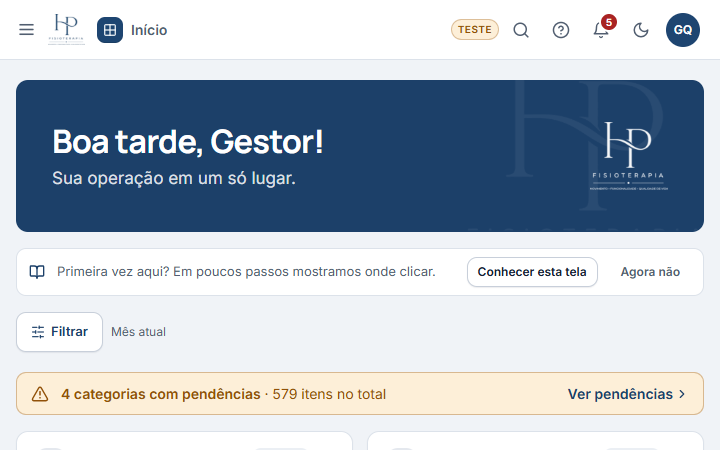 HP
FISIOTERAPIA
Início
TESTE
5
GQ
Boa tarde, Gestor!
Sua operação em um só lugar.
HP
FISIOTERAPIA
Primeira vez aqui? Em poucos passos mostramos onde clicar.
Conhecer esta tela
Agora não
Filtrar
Mês atual
4 categorias com pendências · 579 itens no total
Ver pendências